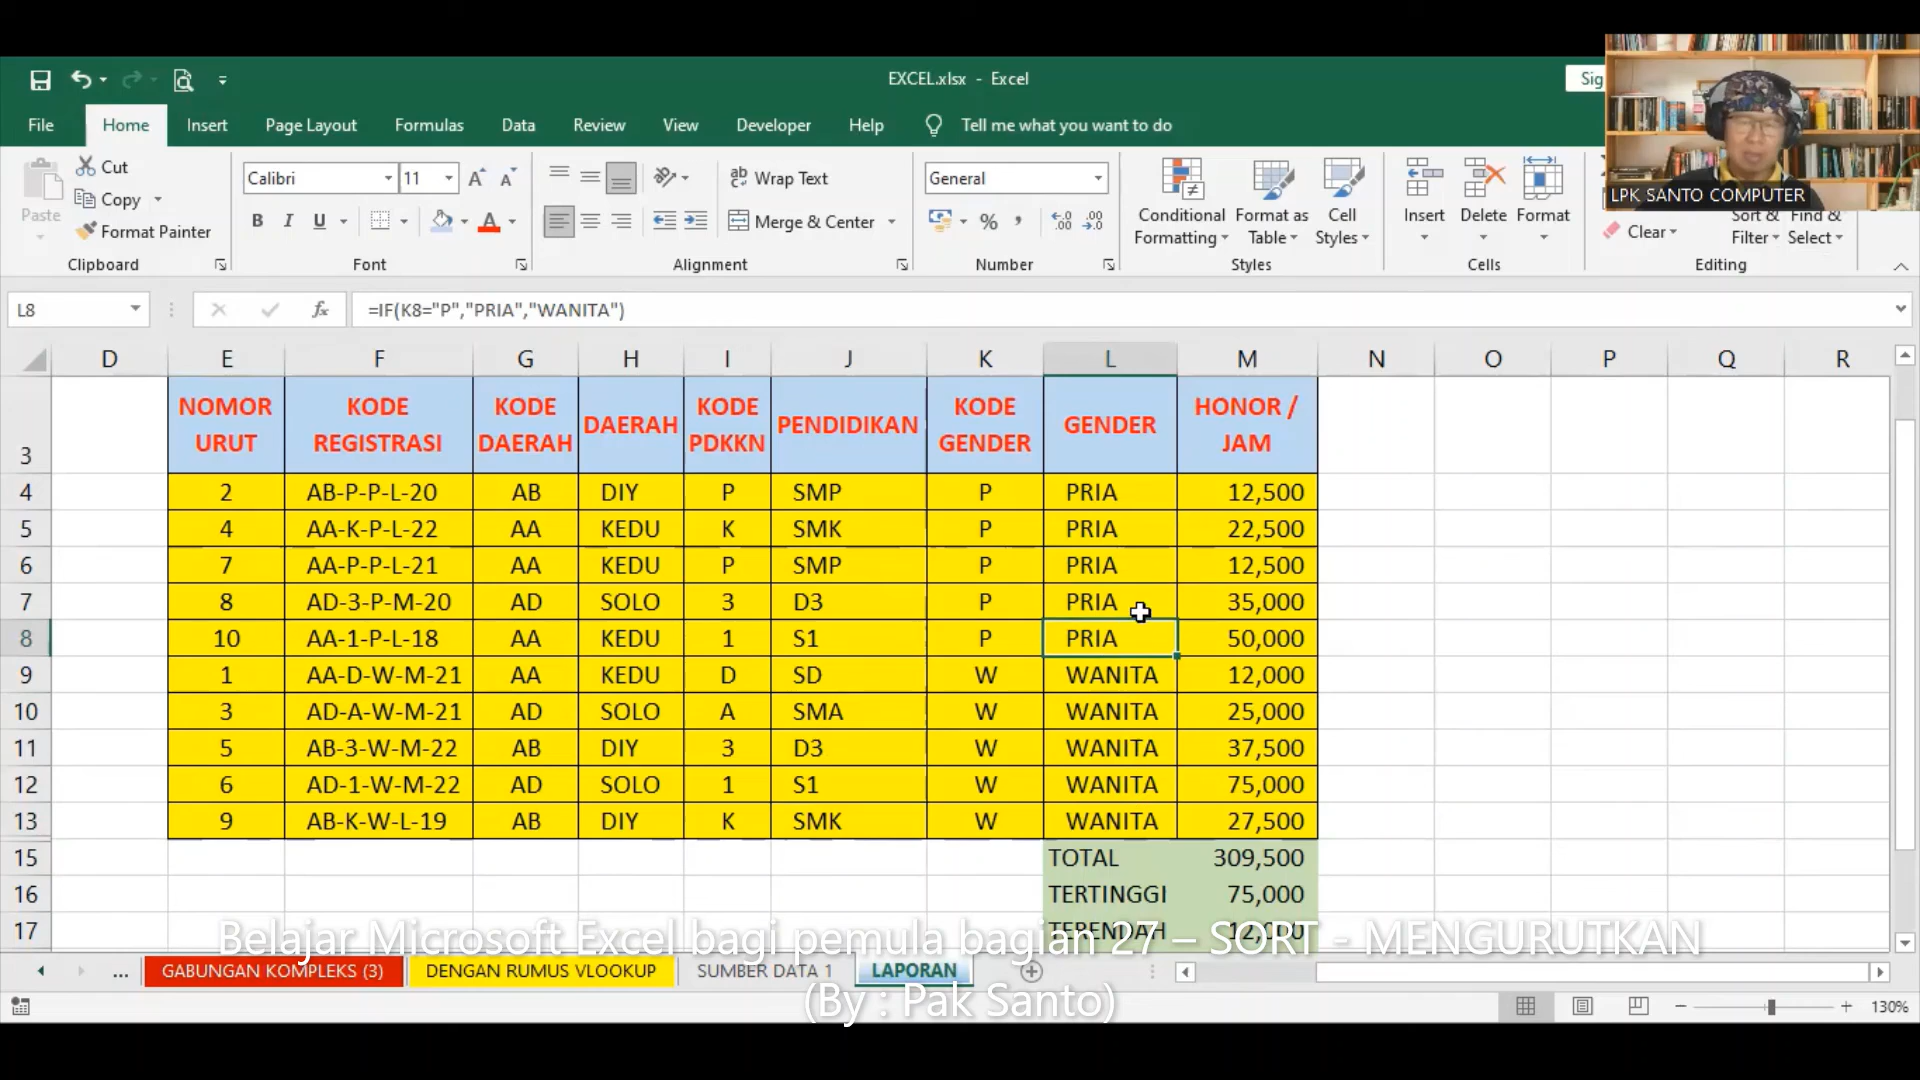 EXCEL.xlsx - Excel
Sig
File Home Insert Page Layout Formulas Data Review View Developer Help Tell me what you want to do
LPK SANTO COMPUTER
Paste
Cut
Copy
Format Painter
Clipboard
Calibri 11
B I U
Font
Wrap Text
Merge & Center
Alignment
General
Number
Conditional Formatting
Format as Table
Cell Styles
Styles
Insert
Delete
Format
Cells
Clear
Sort & Filter
Find & Select
Editing
L8 fx =IF(K8="P","PRIA","WANITA")
D E F G H I J K L M N O P Q R
3 NOMOR URUT KODE REGISTRASI KODE DAERAH DAERAH KODE PDKKN PENDIDIKAN KODE GENDER GENDER HONOR / JAM
4 2 AB-P-P-L-20 AB DIY P SMP P PRIA 12,500
5 4 AA-K-P-L-22 AA KEDU K SMK P PRIA 22,500
6 7 AA-P-P-L-21 AA KEDU P SMP P PRIA 12,500
7 8 AD-3-P-M-20 AD SOLO 3 D3 P PRIA 35,000
8 10 AA-1-P-L-18 AA KEDU 1 S1 P PRIA 50,000
9 1 AA-D-W-M-21 AA KEDU D SD W WANITA 12,000
10 3 AD-A-W-M-21 AD SOLO A SMA W WANITA 25,000
11 5 AB-3-W-M-22 AB DIY 3 D3 W WANITA 37,500
12 6 AD-1-W-M-22 AD SOLO 1 S1 W WANITA 75,000
13 9 AB-K-W-L-19 AB DIY K SMK W WANITA 27,500
15 TOTAL 309,500
16 TERTINGGI 75,000
17 TERENDAH 12,000
Belajar Microsoft Excel bagi pemula bagian 27 – SORT - MENGURUTKAN
(By : Pak Santo)
... GABUNGAN KOMPLEKS (3) DENGAN RUMUS VLOOKUP SUMBER DATA 1 LAPORAN
130%